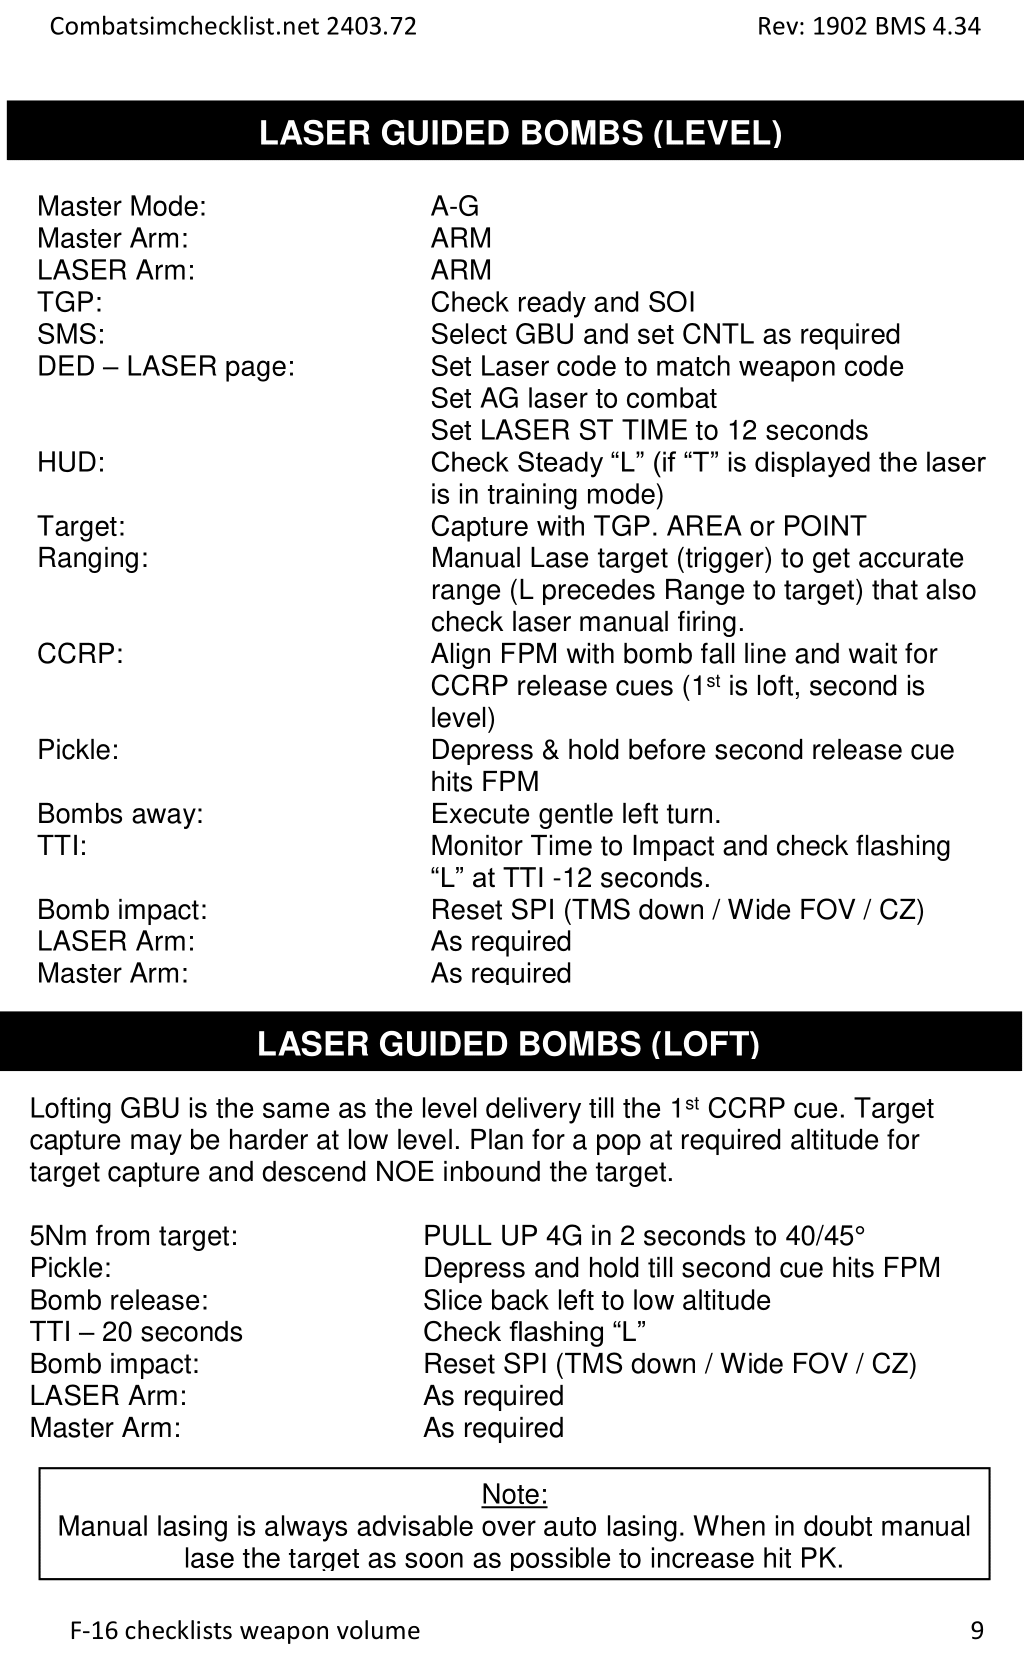 Combatsimchecklist.net 2403.72 Rev: 1902 BMS 4.34
LASER GUIDED BOMBS (LEVEL)
Master Mode: A-G
Master Arm: ARM
LASER Arm: ARM
TGP: Check ready and SOI
SMS: Select GBU and set CNTL as required
DED – LASER page: Set Laser code to match weapon code
Set AG laser to combat
Set LASER ST TIME to 12 seconds
HUD: Check Steady “L” (if “T” is displayed the laser
is in training mode)
Target: Capture with TGP. AREA or POINT
Ranging: Manual Lase target (trigger) to get accurate
range (L precedes Range to target) that also
check laser manual firing.
CCRP: Align FPM with bomb fall line and wait for
CCRP release cues (1st is loft, second is
level)
Pickle: Depress & hold before second release cue
hits FPM
Bombs away: Execute gentle left turn.
TTI: Monitor Time to Impact and check flashing
“L” at TTI -12 seconds.
Bomb impact: Reset SPI (TMS down / Wide FOV / CZ)
LASER Arm: As required
Master Arm: As required
LASER GUIDED BOMBS (LOFT)
Lofting GBU is the same as the level delivery till the 1st CCRP cue. Target
capture may be harder at low level. Plan for a pop at required altitude for
target capture and descend NOE inbound the target.
5Nm from target: PULL UP 4G in 2 seconds to 40/45°
Pickle: Depress and hold till second cue hits FPM
Bomb release: Slice back left to low altitude
TTI – 20 seconds Check flashing “L”
Bomb impact: Reset SPI (TMS down / Wide FOV / CZ)
LASER Arm: As required
Master Arm: As required
Note:
Manual lasing is always advisable over auto lasing. When in doubt manual
lase the target as soon as possible to increase hit PK.
F-16 checklists weapon volume 9